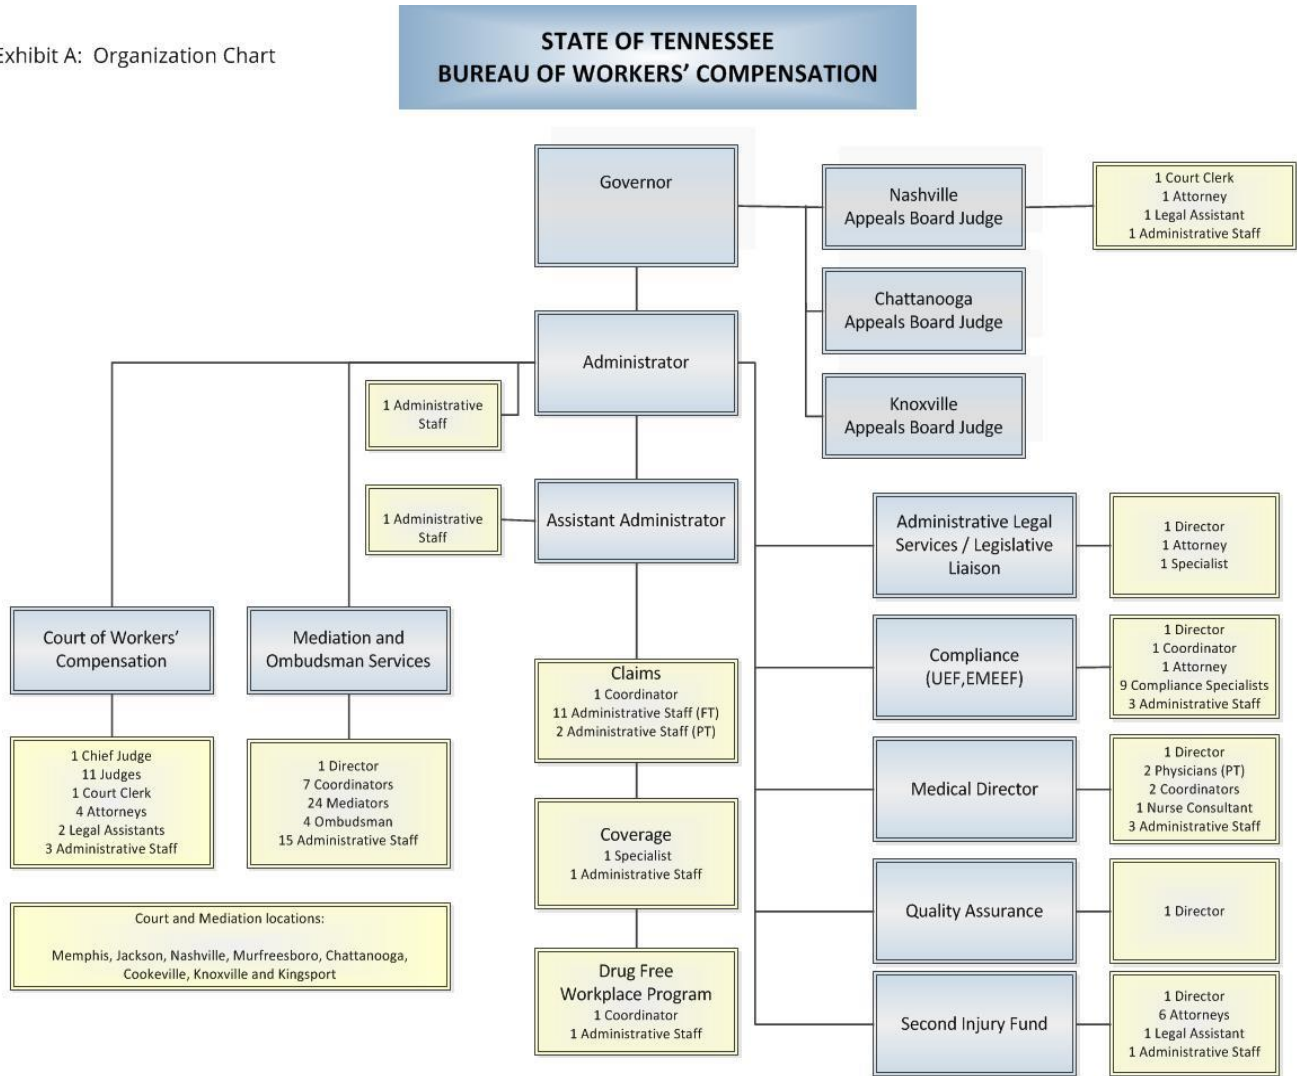 Exhibit A: Organization Chart
STATE OF TENNESSEE
BUREAU OF WORKERS' COMPENSATION
Governor
Nashville
Appeals Board Judge
1 Court Clerk
1 Attorney
1 Legal Assistant
1 Administrative Staff
Chattanooga
Appeals Board Judge
Knoxville
Appeals Board Judge
Administrator
1 Administrative
Staff
Assistant Administrator
1 Administrative
Staff
Administrative Legal
Services / Legislative
Liaison
1 Director
1 Attorney
1 Specialist
Court of Workers'
Compensation
Mediation and
Ombudsman Services
Compliance
(UEF,EMEEF)
1 Director
1 Coordinator
1 Attorney
9 Compliance Specialists
3 Administrative Staff
Claims
1 Coordinator
11 Administrative Staff (FT)
2 Administrative Staff (PT)
1 Chief Judge
11 Judges
1 Court Clerk
4 Attorneys
2 Legal Assistants
3 Administrative Staff
1 Director
7 Coordinators
24 Mediators
4 Ombudsman
15 Administrative Staff
Medical Director
1 Director
2 Physicians (PT)
2 Coordinators
1 Nurse Consultant
3 Administrative Staff
Coverage
1 Specialist
1 Administrative Staff
Quality Assurance
1 Director
Court and Mediation locations:
Memphis, Jackson, Nashville, Murfreesboro, Chattanooga,
Cookeville, Knoxville and Kingsport
Drug Free
Workplace Program
1 Coordinator
1 Administrative Staff
Second Injury Fund
1 Director
6 Attorneys
1 Legal Assistant
1 Administrative Staff